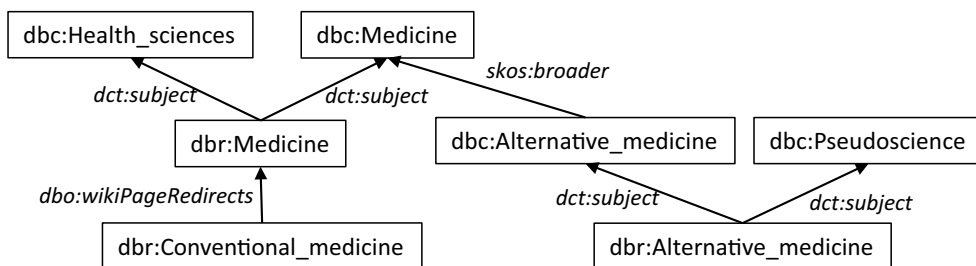 dbc:Health_sciences
dbc:Medicine
skos:broader
dct:subject
dct:subject
dbr:Medicine
dbc:Alternative_medicine
dbc:Pseudoscience
dbo:wikiPageRedirects
dct:subject
dct:subject
dbr:Conventional_medicine
dbr:Alternative_medicine